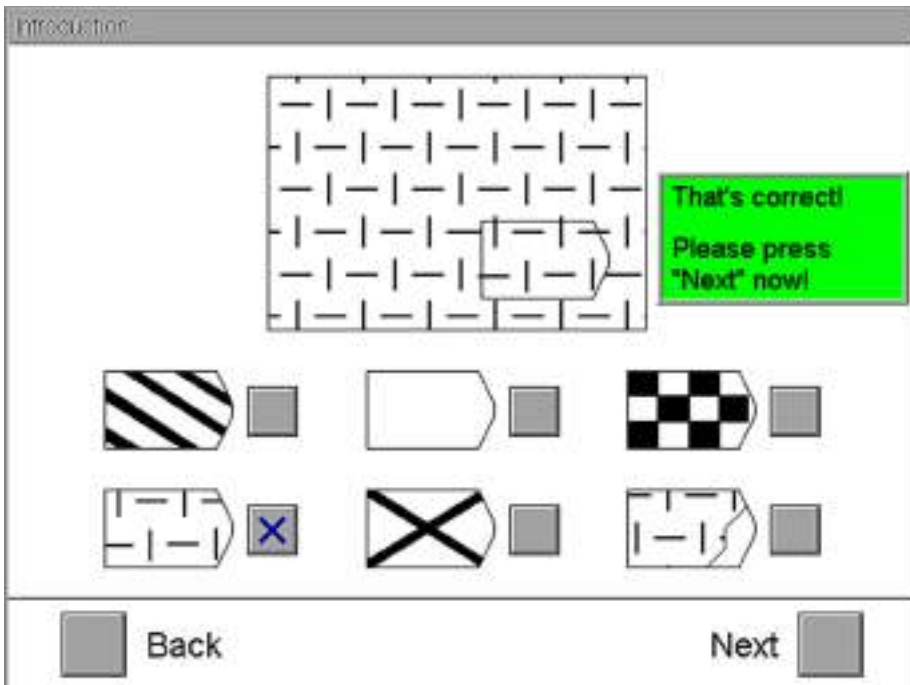 Introduction
That's correct!
Please press
"Next" now!
Back
Next